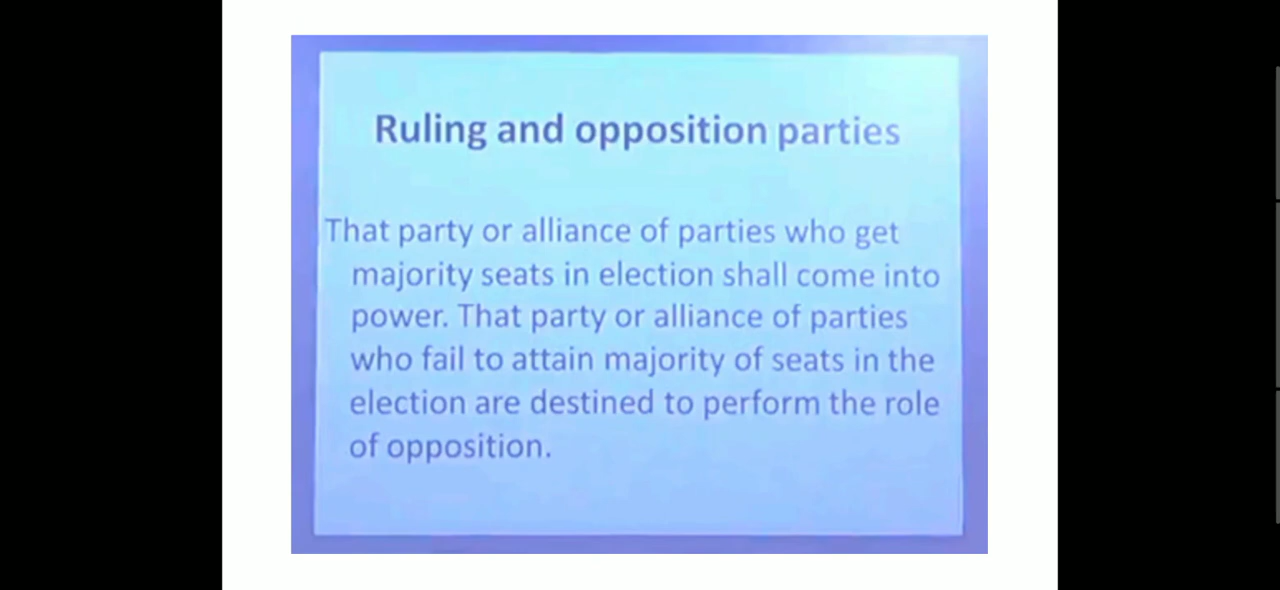 Ruling and opposition parties
That party or alliance of parties who get
majority seats in election shall come into
power. That party or alliance of parties
who fail to attain majority of seats in the
election are destined to perform the role
of opposition.